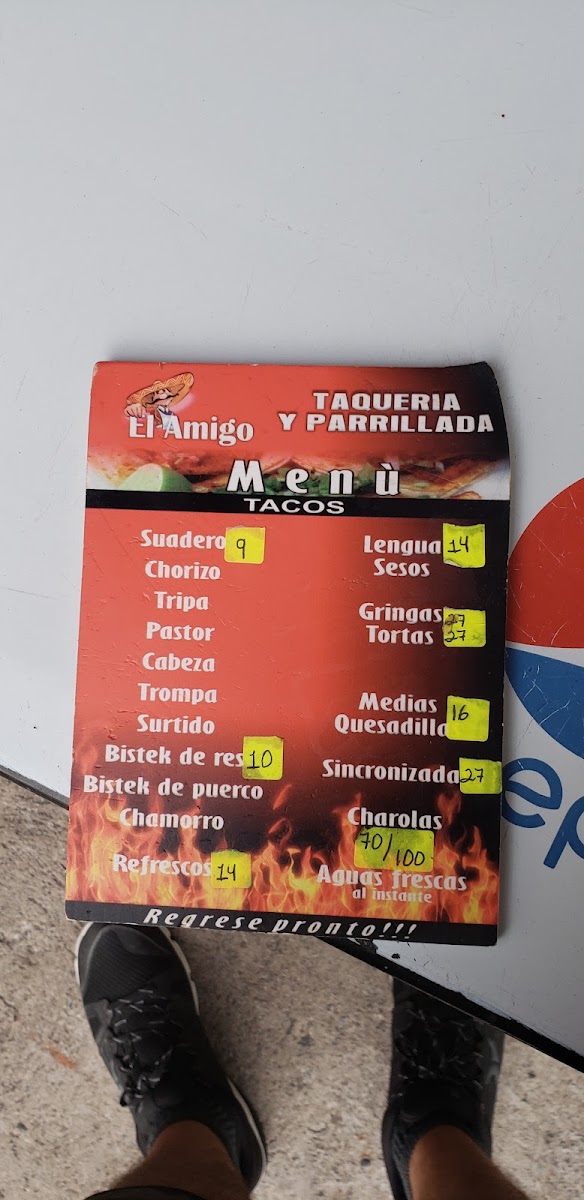 El Amigo
TAQUERIA
Y PARRILLADA
Menù
TACOS
Suadero 9
Chorizo
Tripa
Pastor
Cabeza
Trompa
Surtido
Bistek de res 10
Bistek de puerco
Chamorro
Refrescos 14
Lengua 14
Sesos
Gringas 27
Tortas 27
Medias
Quesadilla 16
Sincronizada 27
Charolas
70/100
Aguas frescas
al instante
Regrese pronto!!!
ep